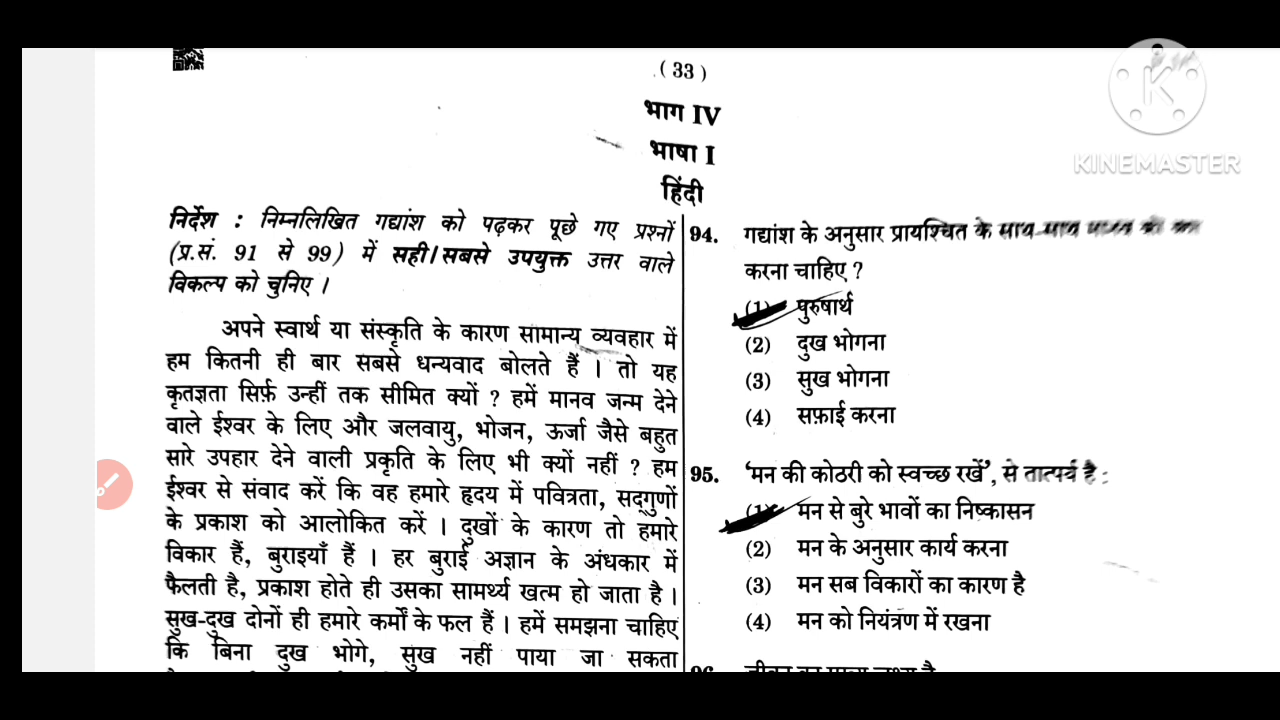 ( 33 )
भाग IV
भाषा I
हिंदी
निर्देश : निम्नलिखित गद्यांश को पढ़कर पूछे गए प्रश्नों
(प्र.सं. 91 से 99) में सही/सबसे उपयुक्त उत्तर वाले
विकल्प को चुनिए ।
अपने स्वार्थ या संस्कृति के कारण सामान्य व्यवहार में
हम कितनी ही बार सबसे धन्यवाद बोलते हैं । तो यह
कृतज्ञता सिर्फ़ उन्हीं तक सीमित क्यों ? हमें मानव जन्म देने
वाले ईश्वर के लिए और जलवायु, भोजन, ऊर्जा जैसे बहुत
सारे उपहार देने वाली प्रकृति के लिए भी क्यों नहीं ? हम
ईश्वर से संवाद करें कि वह हमारे हृदय में पवित्रता, सद्‌गुणों
के प्रकाश को आलोकित करें । दुखों के कारण तो हमारे
विकार हैं, बुराइयाँ हैं । हर बुराई अज्ञान के अंधकार में
फैलती है, प्रकाश होते ही उसका सामर्थ्य खत्म हो जाता है ।
सुख-दुख दोनों ही हमारे कर्मों के फल हैं । हमें समझना चाहिए
कि बिना दुख भोगे, सुख नहीं पाया जा सकता
94. गद्यांश के अनुसार प्रायश्चित के साथ-साथ
करना चाहिए ?
(1) पुरुषार्थ
(2) दुख भोगना
(3) सुख भोगना
(4) सफ़ाई करना
95. 'मन की कोठरी को स्वच्छ रखें', से तात्पर्य है :
(1) मन से बुरे भावों का निष्कासन
(2) मन के अनुसार कार्य करना
(3) मन सब विकारों का कारण है
(4) मन को नियंत्रण में रखना
KINEMASTER